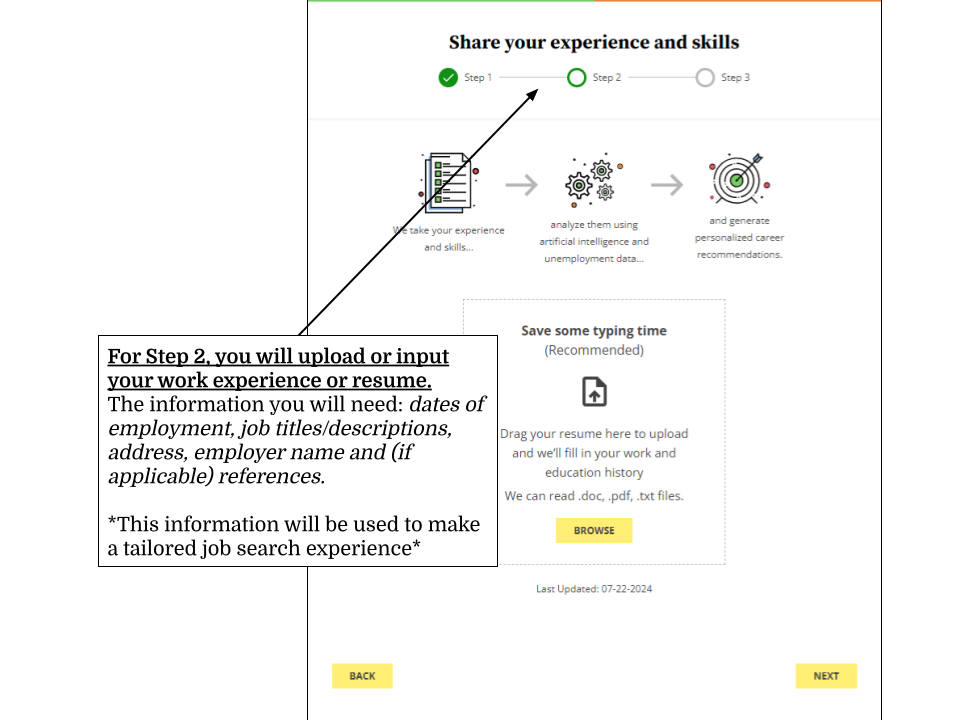 Share your experience and skills
Step 1
Step 2
Step 3
We take your experience
and skills...
analyze them using
artificial intelligence and
unemployment data...
and generate
personalized career
recommendations.
For Step 2, you will upload or input
your work experience or resume.
The information you will need: dates of
employment, job titles/descriptions,
address, employer name and (if
applicable) references.
*This information will be used to make
a tailored job search experience*
Save some typing time
(Recommended)
Drag your resume here to upload
and we'll fill in your work and
education history
We can read .doc, .pdf, .txt files.
BROWSE
Last Updated: 07-22-2024
BACK
NEXT